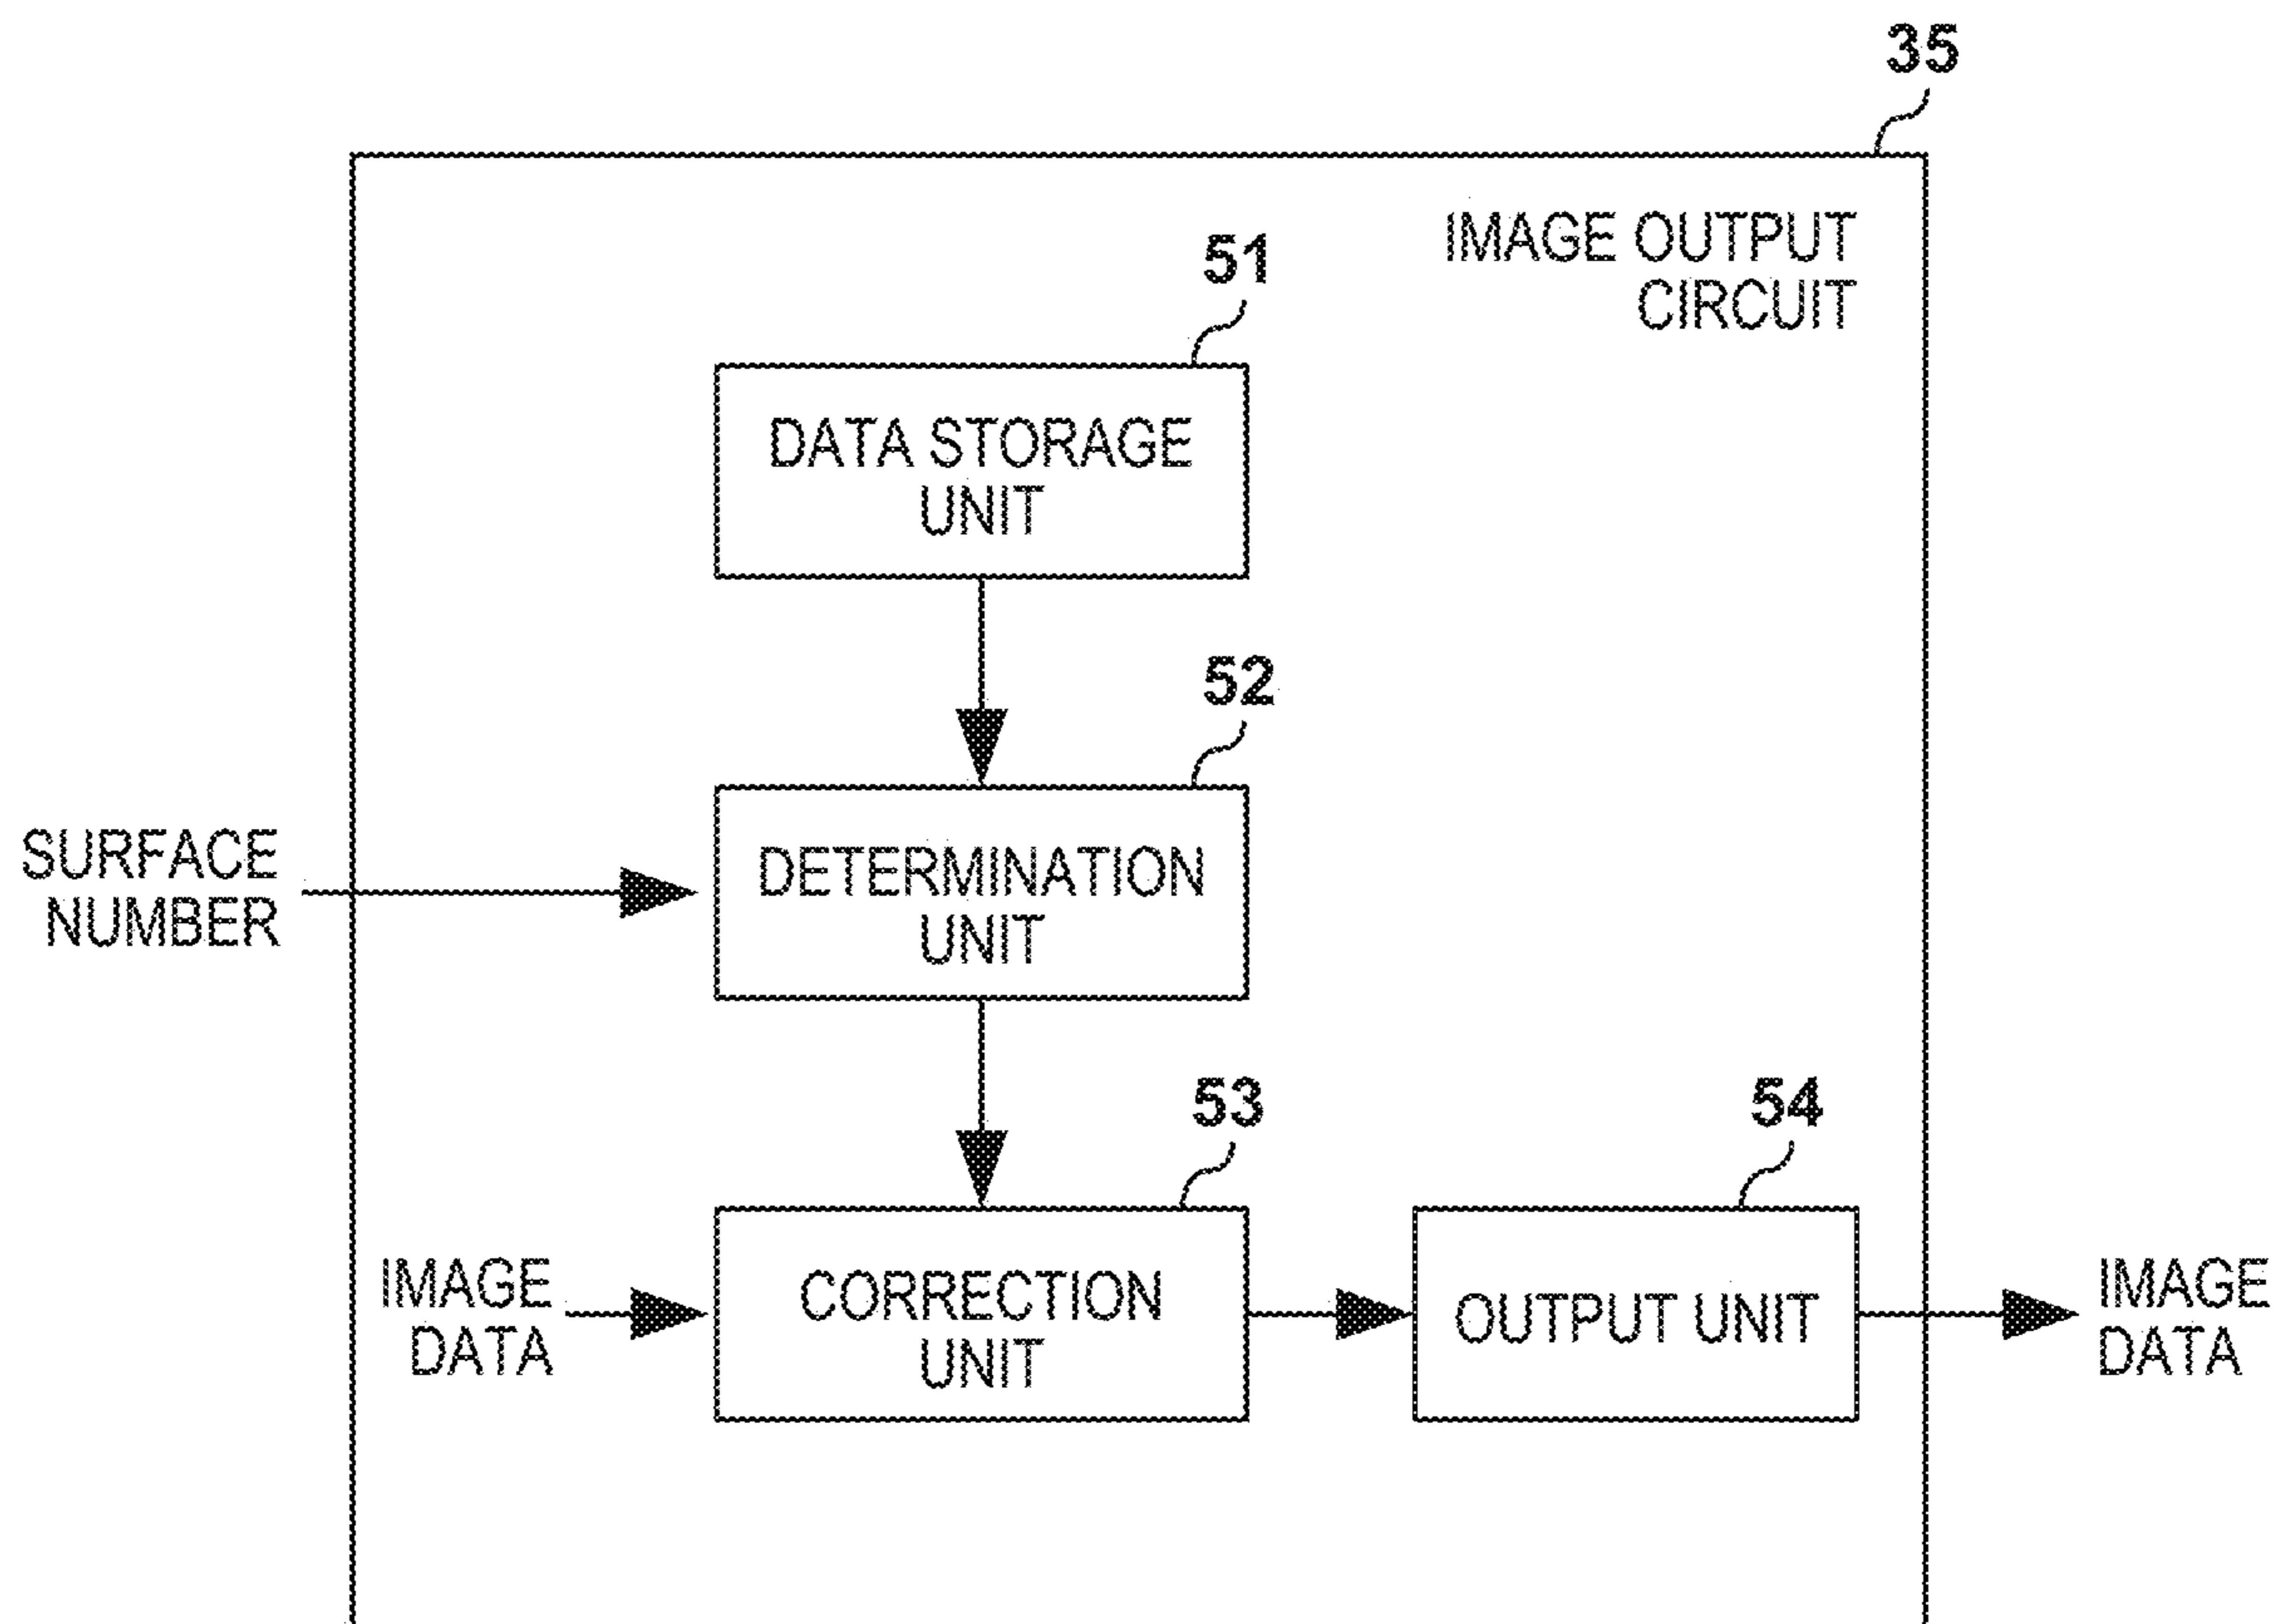 35
IMAGE OUTPUT
CIRCUIT
51
DATA STORAGE
UNIT
52
SURFACE
NUMBER
DETERMINATION
UNIT
53
54
IMAGE
DATA
CORRECTION
UNIT
OUTPUT UNIT
IMAGE
DATA